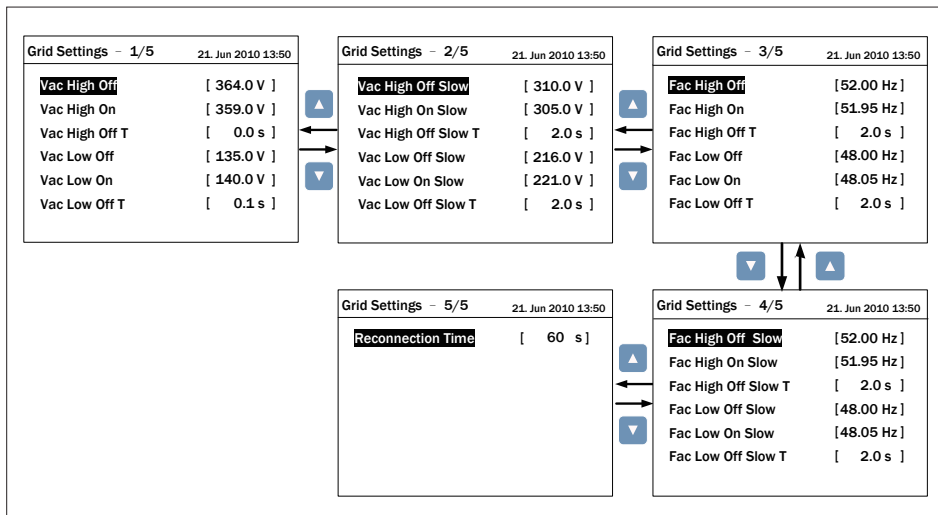 Grid Settings – 1/5 21. Jun 2010 13:50
Vac High Off [ 364.0 V ]
Vac High On [ 359.0 V ]
Vac High Off T [ 0.0 s ]
Vac Low Off [ 135.0 V ]
Vac Low On [ 140.0 V ]
Vac Low Off T [ 0.1 s ]
Grid Settings – 2/5 21. Jun 2010 13:50
Vac High Off Slow [ 310.0 V ]
Vac High On Slow [ 305.0 V ]
Vac High Off Slow T [ 2.0 s ]
Vac Low Off Slow [ 216.0 V ]
Vac Low On Slow [ 221.0 V ]
Vac Low Off Slow T [ 2.0 s ]
Grid Settings – 3/5 21. Jun 2010 13:50
Fac High Off [52.00 Hz ]
Fac High On [51.95 Hz ]
Fac High Off T [ 2.0 s ]
Fac Low Off [48.00 Hz ]
Fac Low On [48.05 Hz ]
Fac Low Off T [ 2.0 s ]
Grid Settings – 5/5 21. Jun 2010 13:50
Reconnection Time [ 60 s ]
Grid Settings – 4/5 21. Jun 2010 13:50
Fac High Off Slow [52.00 Hz ]
Fac High On Slow [51.95 Hz ]
Fac High Off Slow T [ 2.0 s ]
Fac Low Off Slow [48.00 Hz ]
Fac Low On Slow [48.05 Hz ]
Fac Low Off Slow T [ 2.0 s ]